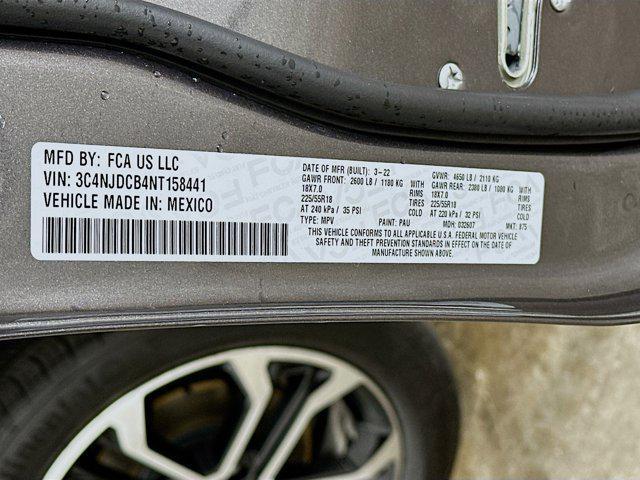 MFD BY: FCA US LLC
VIN: 3C4NJDCB4NT158441
VEHICLE MADE IN: MEXICO
DATE OF MFR (BUILT): 3-22
GAWR FRONT: 2600 LB / 1180 KG WITH
18X7.0 RIMS
225/55R18 TIRES
AT 240 kPa / 35 PSI COLD
TYPE: MPV PAINT: PAU
GVWR: 4650 LB / 2110 KG
GAWR REAR: 2380 LB / 1080 KG WITH
18X7.0 RIMS
225/55R18 TIRES
AT 220 kPa / 32 PSI COLD
MDH: 032607 MKT: 875
THIS VEHICLE CONFORMS TO ALL APPLICABLE U.S.A. FEDERAL MOTOR VEHICLE
SAFETY AND THEFT PREVENTION STANDARDS IN EFFECT ON THE DATE OF
MANUFACTURE SHOWN ABOVE.